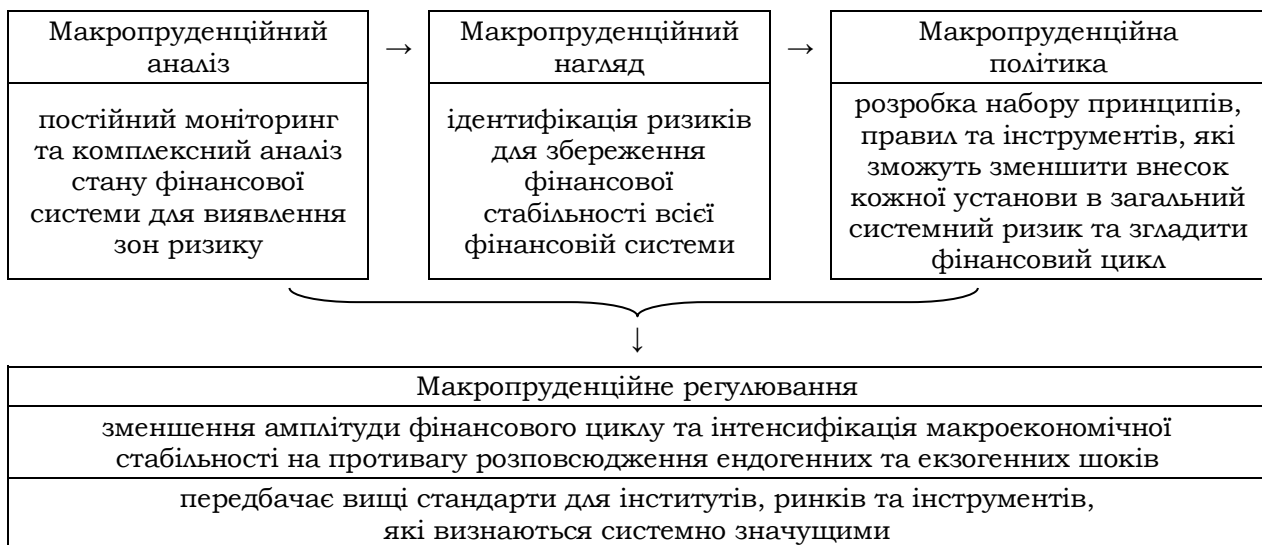 Макропруденційний
аналіз
→
Макропруденційний
нагляд
→
Макропруденційна
політика
постійний моніторинг
та комплексний аналіз
стану фінансової
системи для виявлення
зон ризику
ідентифікація ризиків
для збереження
фінансової
стабільності всієї
фінансовій системи
розробка набору принципів,
правил та інструментів, які
зможуть зменшити внесок
кожної установи в загальний
системний ризик та згладити
фінансовий цикл
↓
Макропруденційне регулювання
зменшення амплітуди фінансового циклу та інтенсифікація макроекономічної
стабільності на противагу розповсюдження ендогенних та екзогенних шоків
передбачає вищі стандарти для інститутів, ринків та інструментів,
які визнаються системно значущими